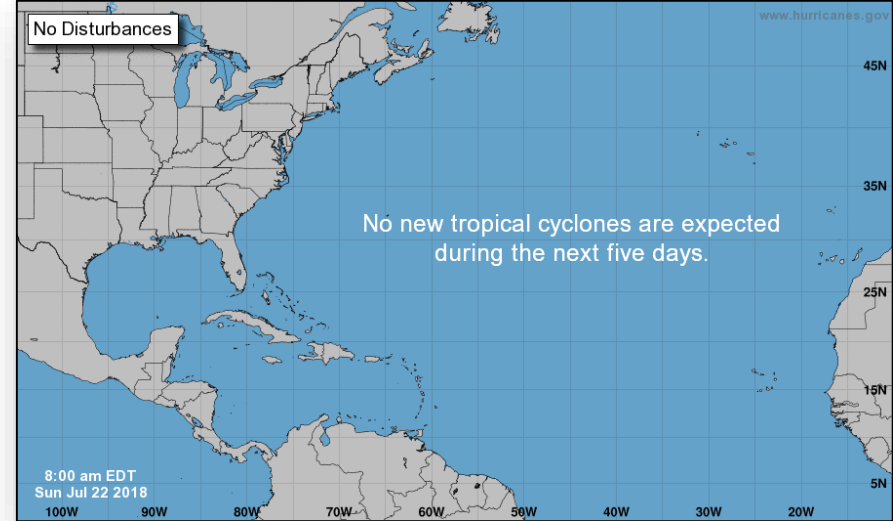 No Disturbances
www.hurricanes.gov
45N
35N
No new tropical cyclones are expected
during the next five days.
25N
15N
8:00 am EDT
Sun Jul 22 2018
5N
100W 90W 80W 70W 60W 50W 40W 30W 20W